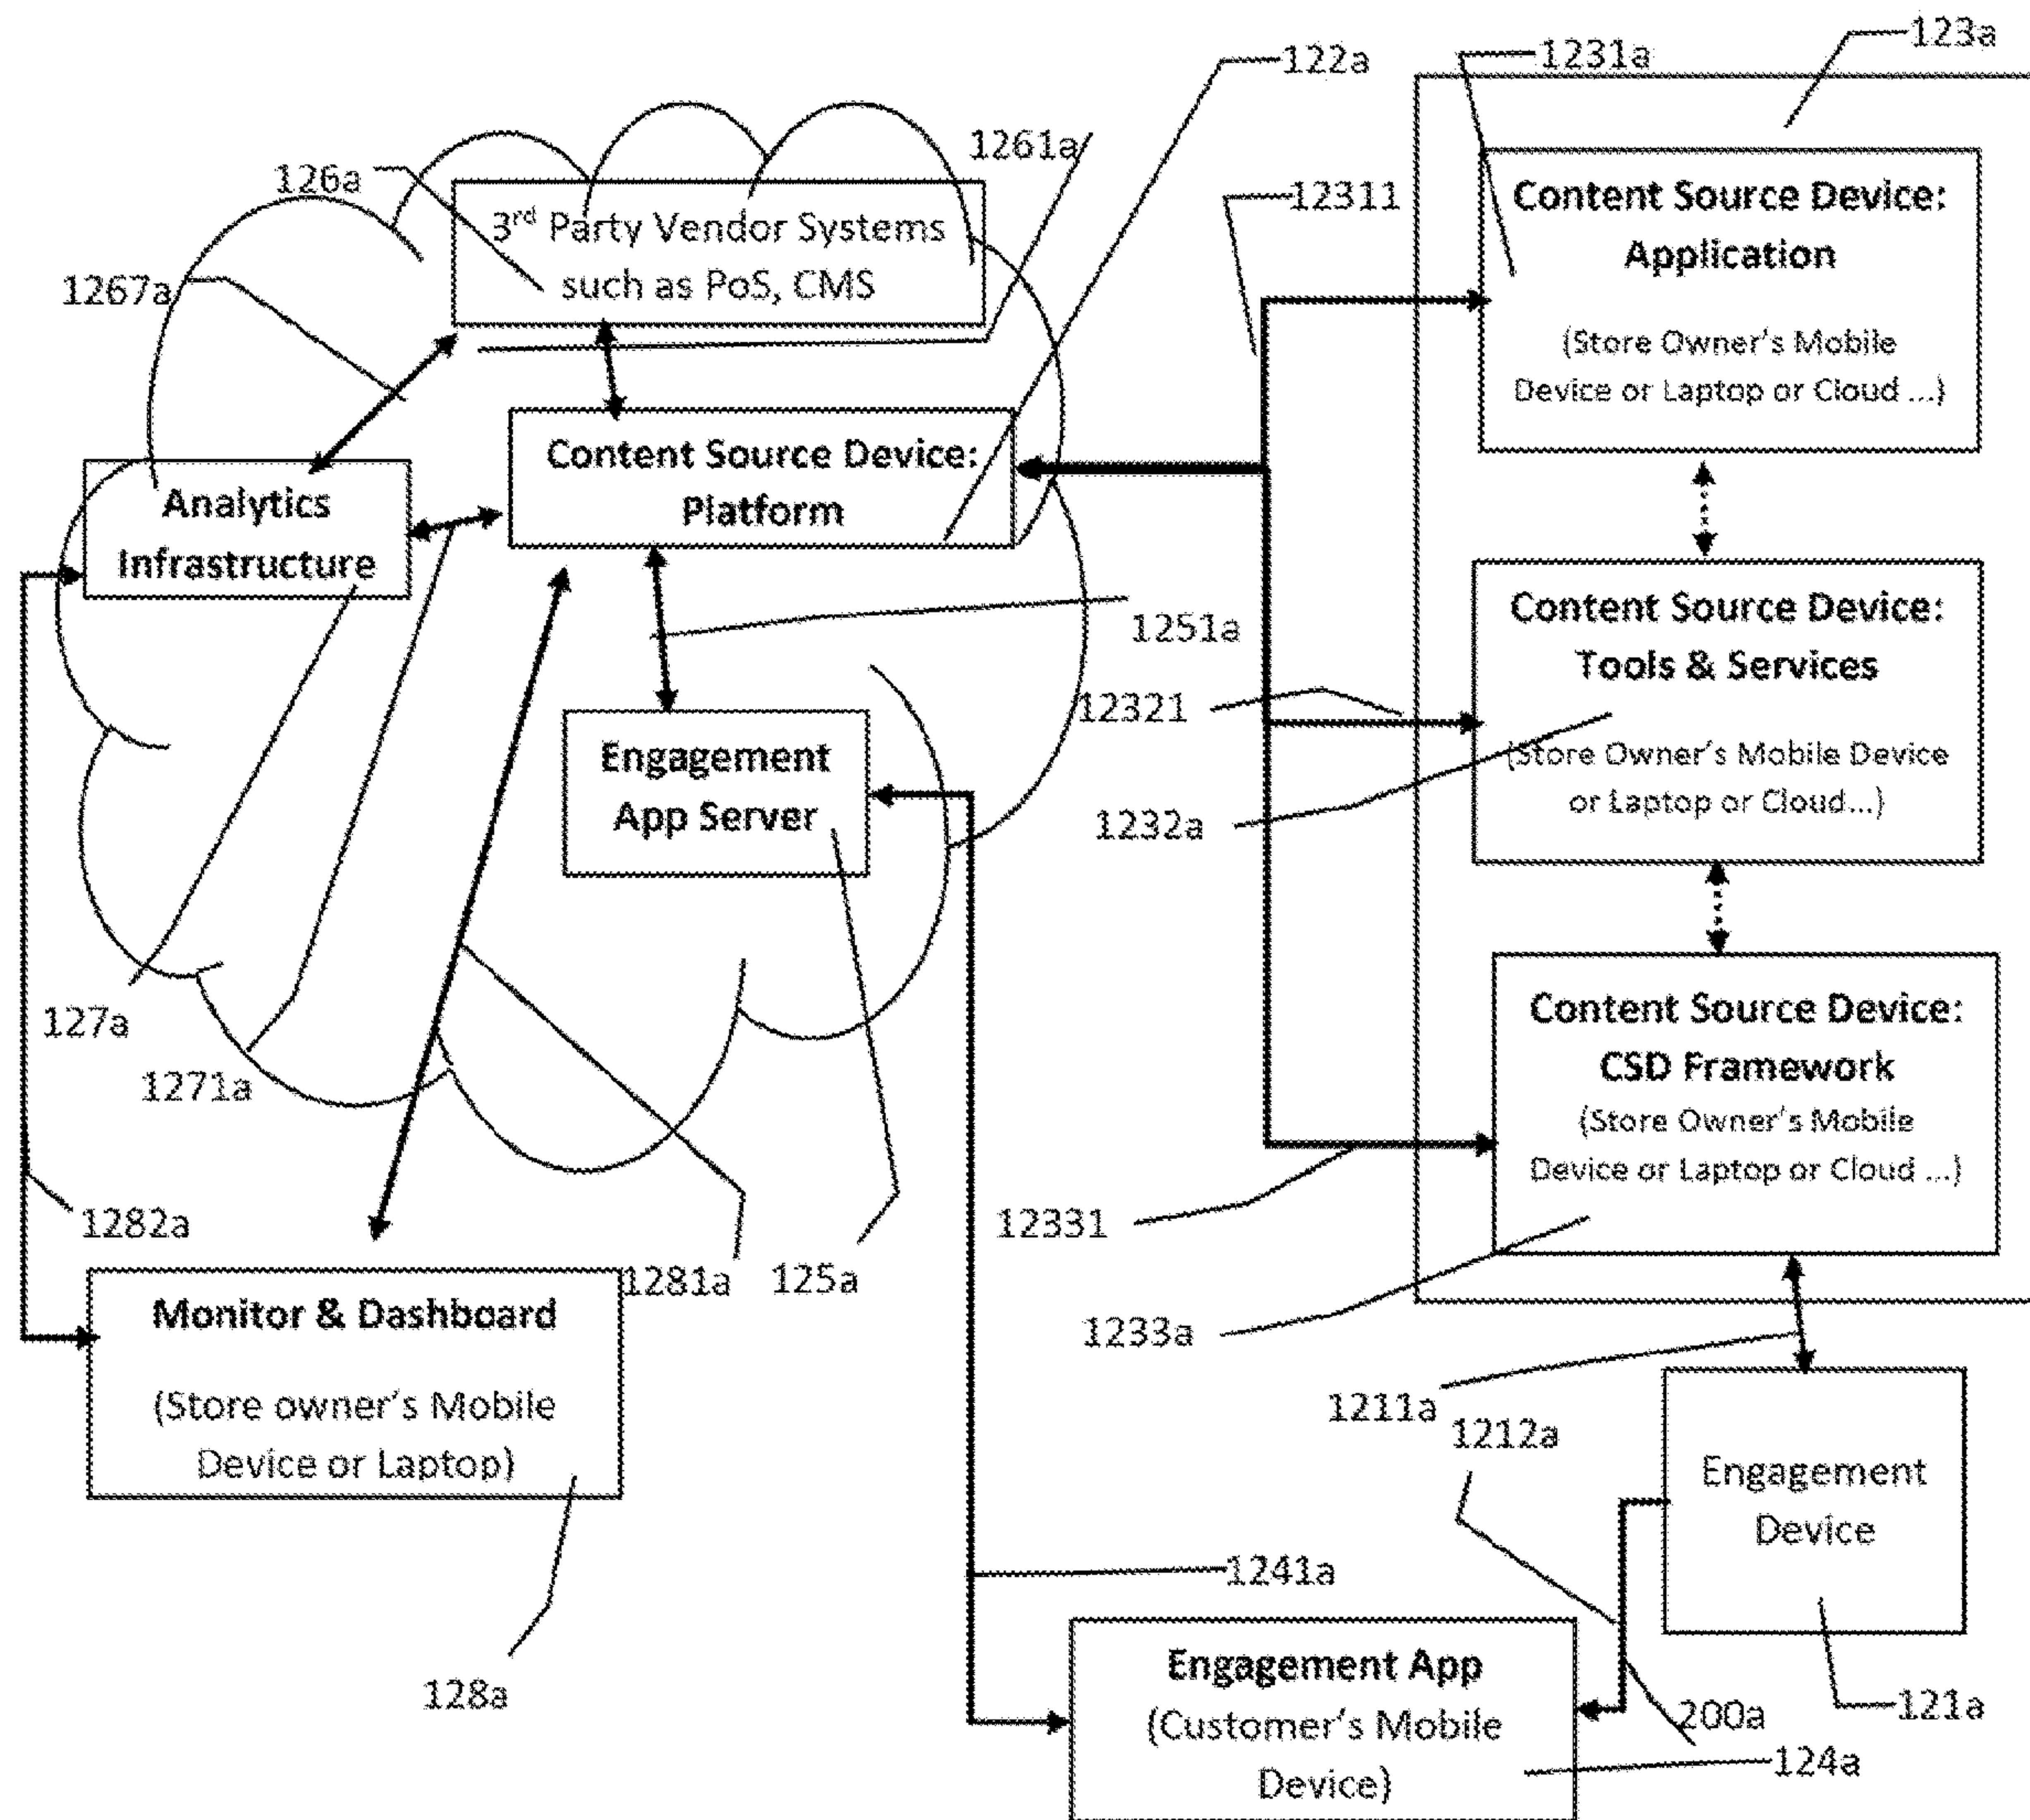 123a
1231a
122a
1261a
126a
12311
1267a
3rd Party Vendor Systems
such as PoS, CMS
Content Source Device:
Application
(Store Owner's Mobile
Device or Laptop or Cloud ...)
Content Source Device:
Platform
Analytics
Infrastructure
1251a
12321
Content Source Device:
Tools & Services
(Store Owner's Mobile Device
or Laptop or Cloud...)
1232a
Engagement
App Server
127a
1271a
Content Source Device:
CSD Framework
(Store Owner's Mobile
Device or Laptop or Cloud ...)
12331
1233a
1282a
1281a
125a
Monitor & Dashboard
(Store owner's Mobile
Device or Laptop)
128a
1211a
1212a
Engagement
Device
1241a
Engagement App
(Customer's Mobile
Device)
200a
121a
124a